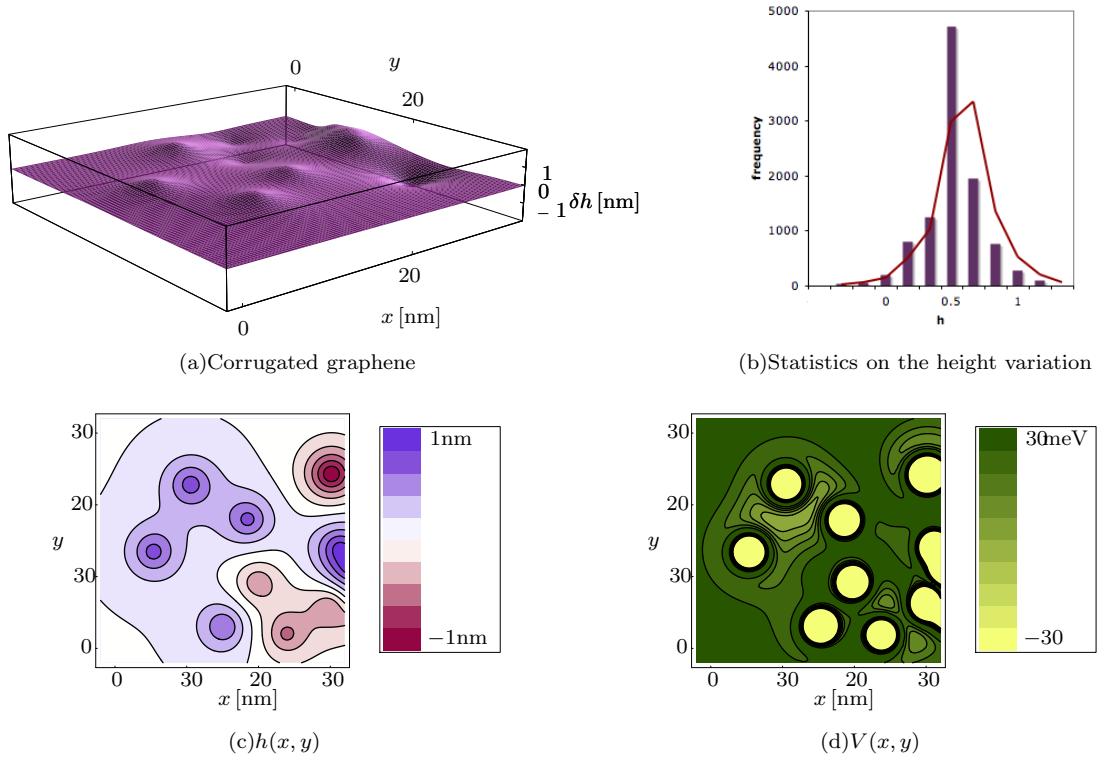 y
0
20
1
0
− 1
δh [nm]
20
x [nm]
0
(a)Corrugated graphene
5000
4000
3000
2000
1000
0
frequency
0
0.5
1
h
(b)Statistics on the height variation
30
20
y
30
0
0
30
20
30
x [nm]
1nm
−1nm
(c)h(x, y)
30
20
y
30
0
0
30
20
30
x [nm]
30meV
−30
(d)V(x, y)